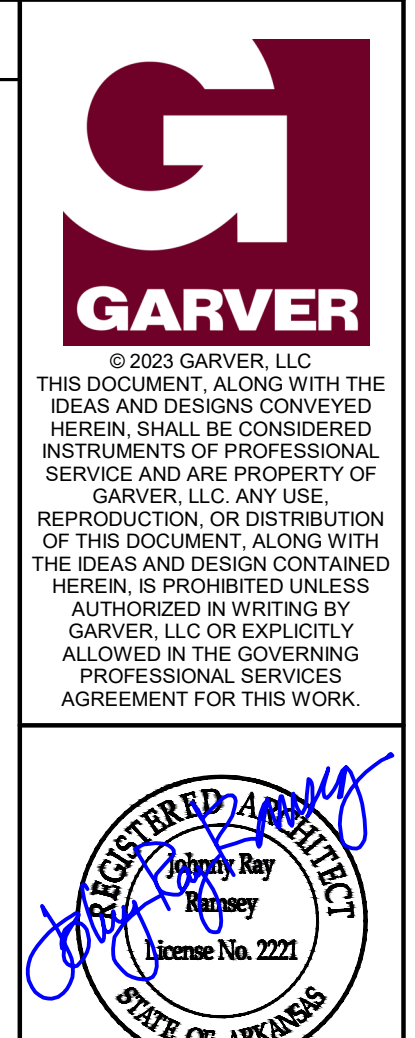 G
GARVER
© 2023 GARVER, LLC
THIS DOCUMENT, ALONG WITH THE
IDEAS AND DESIGNS CONVEYED
HEREIN, SHALL BE CONSIDERED
INSTRUMENTS OF PROFESSIONAL
SERVICE AND ARE PROPERTY OF
GARVER, LLC. ANY USE,
REPRODUCTION, OR DISTRIBUTION
OF THIS DOCUMENT, ALONG WITH
THE IDEAS AND DESIGN CONTAINED
HEREIN, IS PROHIBITED UNLESS
AUTHORIZED IN WRITING BY
GARVER, LLC OR EXPLICITLY
ALLOWED IN THE GOVERNING
PROFESSIONAL SERVICES
AGREEMENT FOR THIS WORK.
REGISTERED ARCHITECT
Johnny Ray
Ramsey
License No. 2221
STATE OF ARKANSAS
Johnny Ray Ramsey